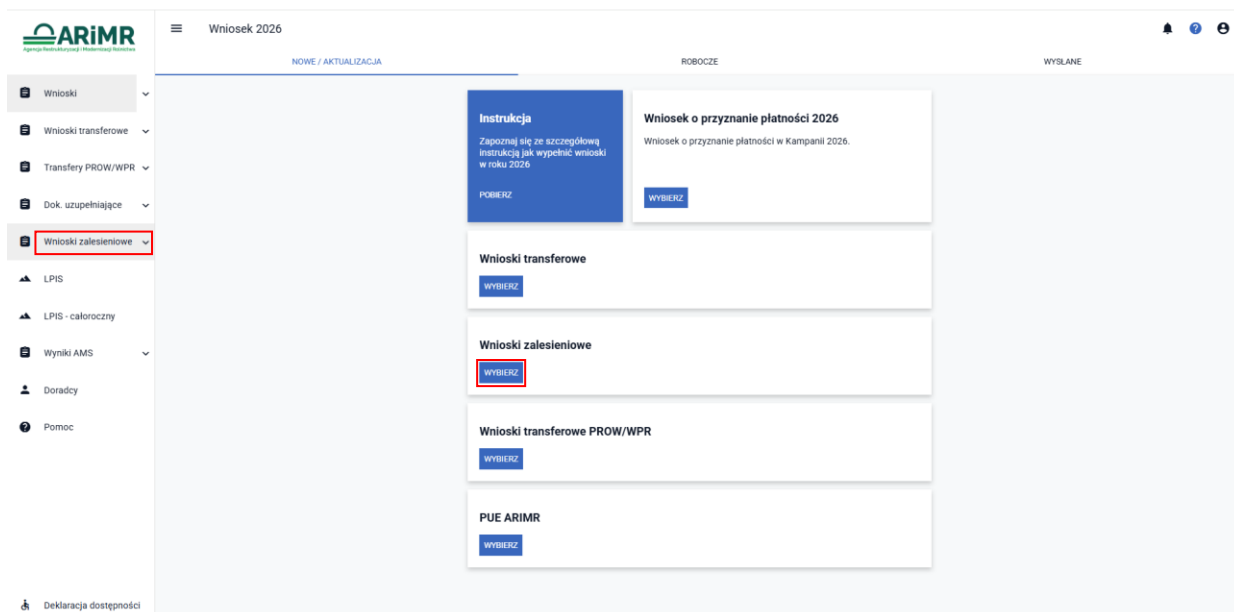 ARiMR
Agencja Restrukturyzacji i Modernizacji Rolnictwa
Wniosek 2026
NOWE / AKTUALIZACJA
ROBOCZE
WYSŁANE
Wnioski
Wnioski transferowe
Transfery PROW/WPR
Dok. uzupełniające
Wnioski zalesieniowe
LPIS
LPIS - całoroczny
Wyniki AMS
Doradcy
Pomoc
Deklaracja dostępności
Instrukcja
Zapoznaj się ze szczegółową
instrukcją jak wypełnić wnioski
w roku 2026
POBIERZ
Wniosek o przyznanie płatności 2026
Wniosek o przyznanie płatności w Kampanii 2026.
WYBIERZ
Wnioski transferowe
WYBIERZ
Wnioski zalesieniowe
WYBIERZ
Wnioski transferowe PROW/WPR
WYBIERZ
PUE ARIMR
WYBIERZ